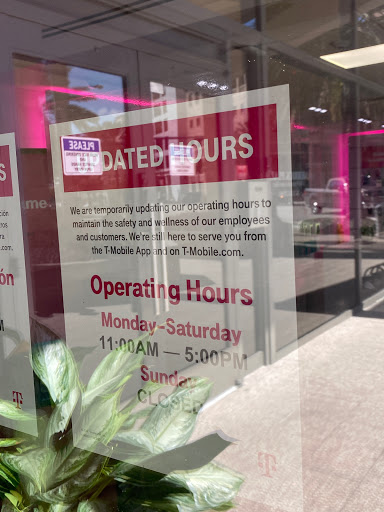 PLEASE
UPDATED HOURS
We are temporarily updating our operating hours to
maintain the safety and wellness of our employees
and customers. We're still here to serve you from
the T-Mobile App and on T-Mobile.com.
Operating Hours
Monday-Saturday
11:00AM — 5:00PM
Sunday
CLOSED
T